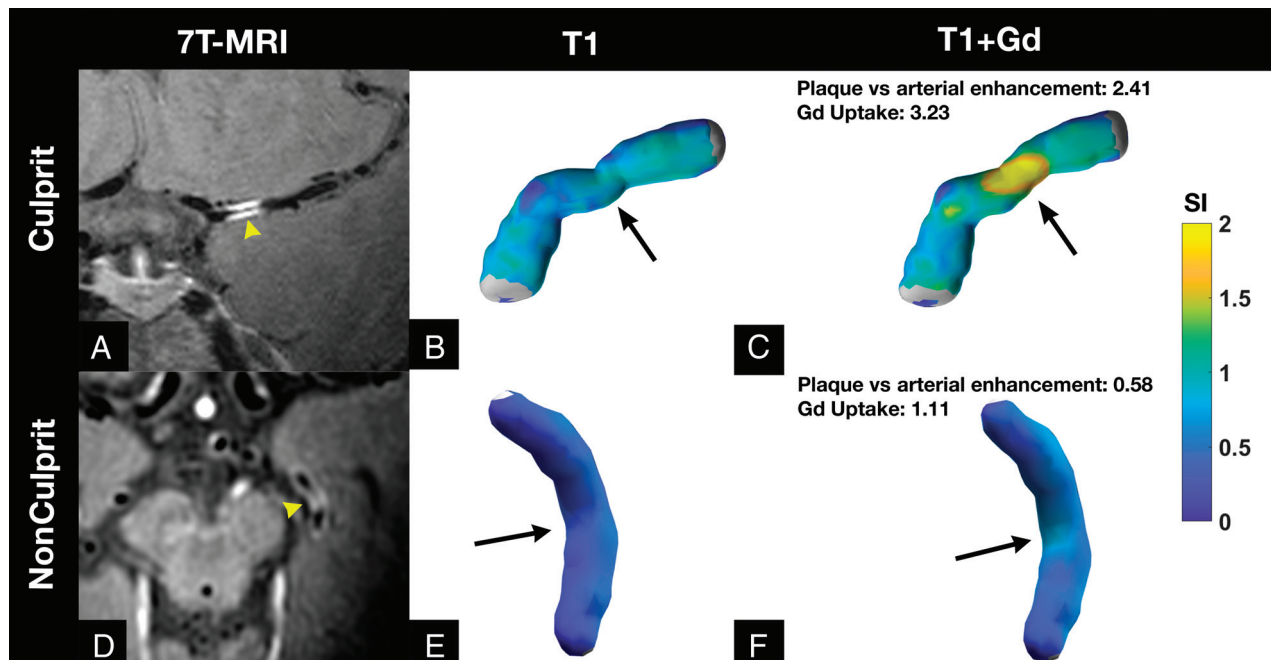 7T-MRI
T1
T1+Gd
Culprit
Plaque vs arterial enhancement: 2.41
Gd Uptake: 3.23
SI
2
1.5
1
0.5
0
A
B
C
NonCulprit
Plaque vs arterial enhancement: 0.58
Gd Uptake: 1.11
D
E
F